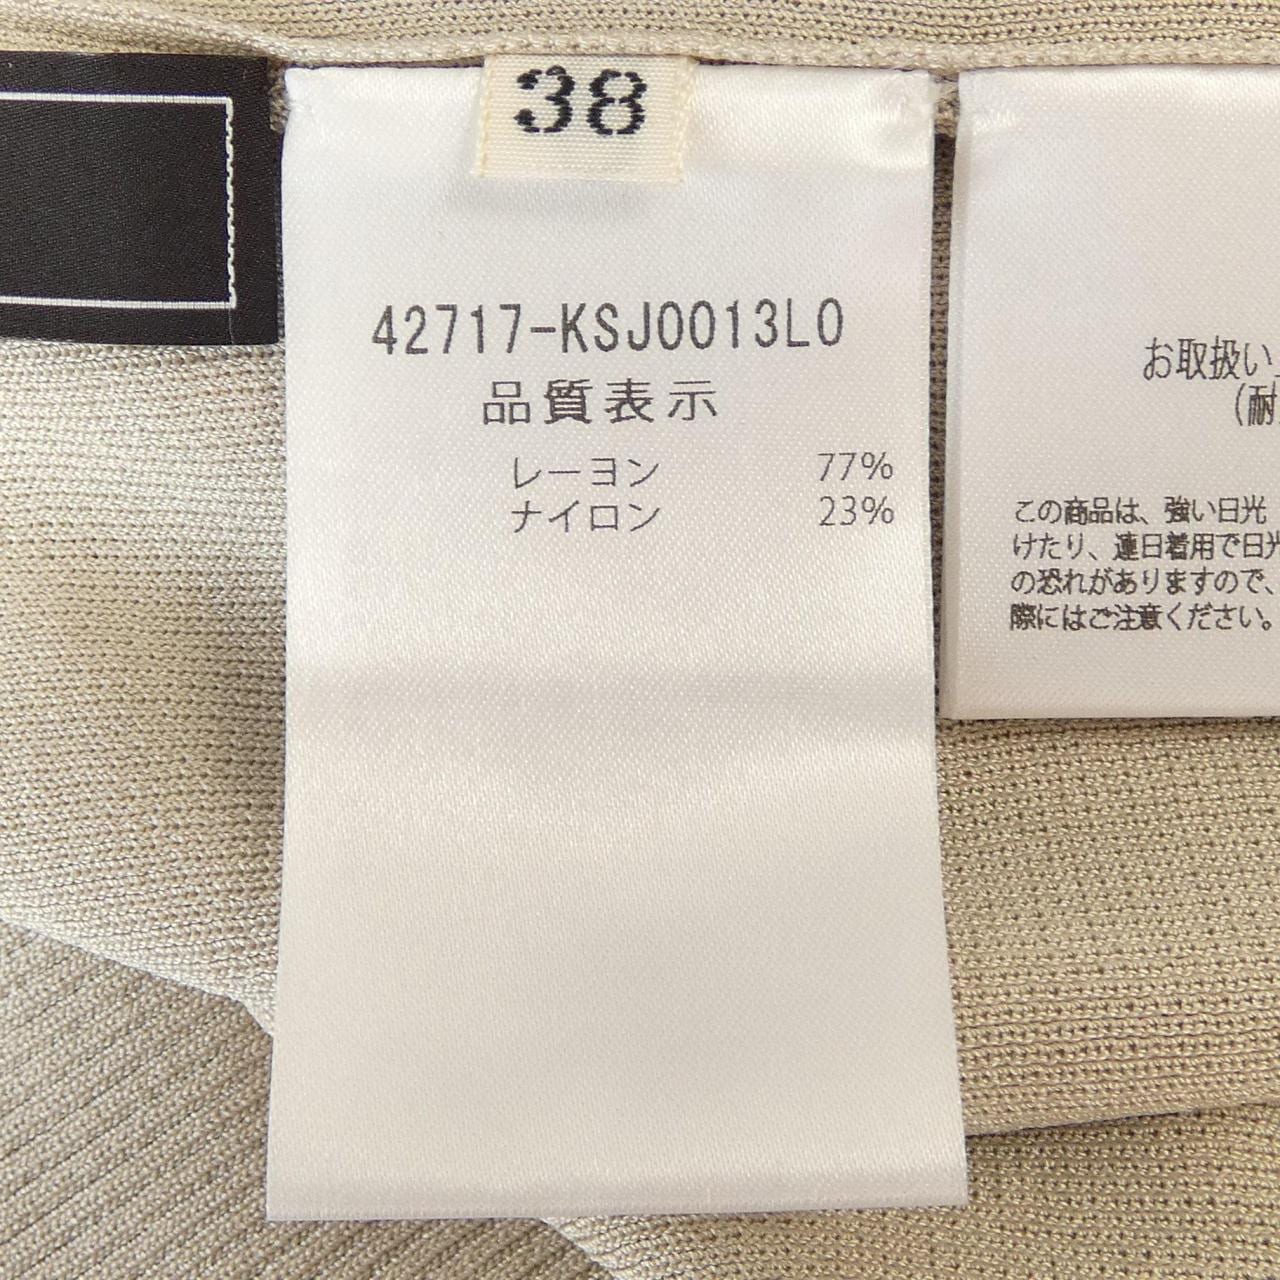 38
42717-KSJ0013L0
品質表示
レーヨン 77%
ナイロン 23%
お取扱い上
(耐
この商品は、強い日光
けたり、連日着用で日光
の恐れがありますので、
際にはご注意ください。